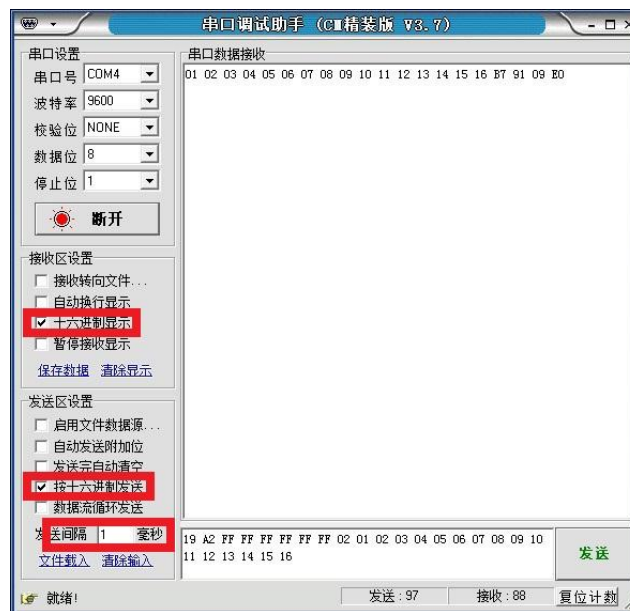 串口调试助手 (CM精装版 V3.7)
串口设置
串口号 COM4
波特率 9600
校验位 NONE
数据位 8
停止位 1
断开
接收区设置
接收转向文件...
自动换行显示
十六进制显示
暂停接收显示
保存数据 清除显示
发送区设置
启用文件数据源...
自动发送附加位
发送完自动清空
按十六进制发送
数据流循环发送
发送间隔 1 毫秒
文件载入 清除输入
串口数据接收
01 02 03 04 05 06 07 08 09 10 11 12 13 14 15 16 B7 91 09 E0
19 A2 FF FF FF FF FF FF 02 01 02 03 04 05 06 07 08 09 10
11 12 13 14 15 16
发送
就绪!
发送:97
接收:88
复位计数